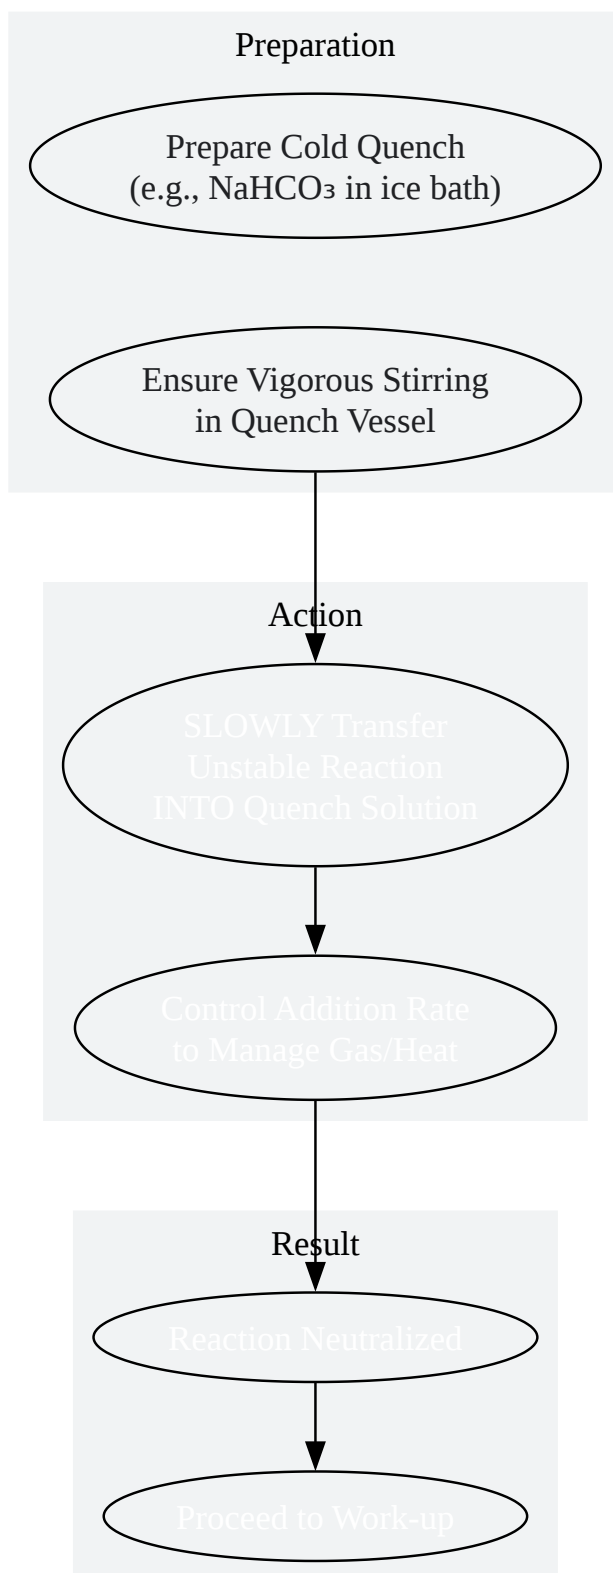 Preparation
Prepare Cold Quench
(e.g., NaHCO₃ in ice bath)
Ensure Vigorous Stirring
in Quench Vessel
Action
SLOWLY Transfer
Unstable Reaction
INTO Quench Solution
Control Addition Rate
to Manage Gas/Heat
Result
Reaction Neutralized
Proceed to Work-up